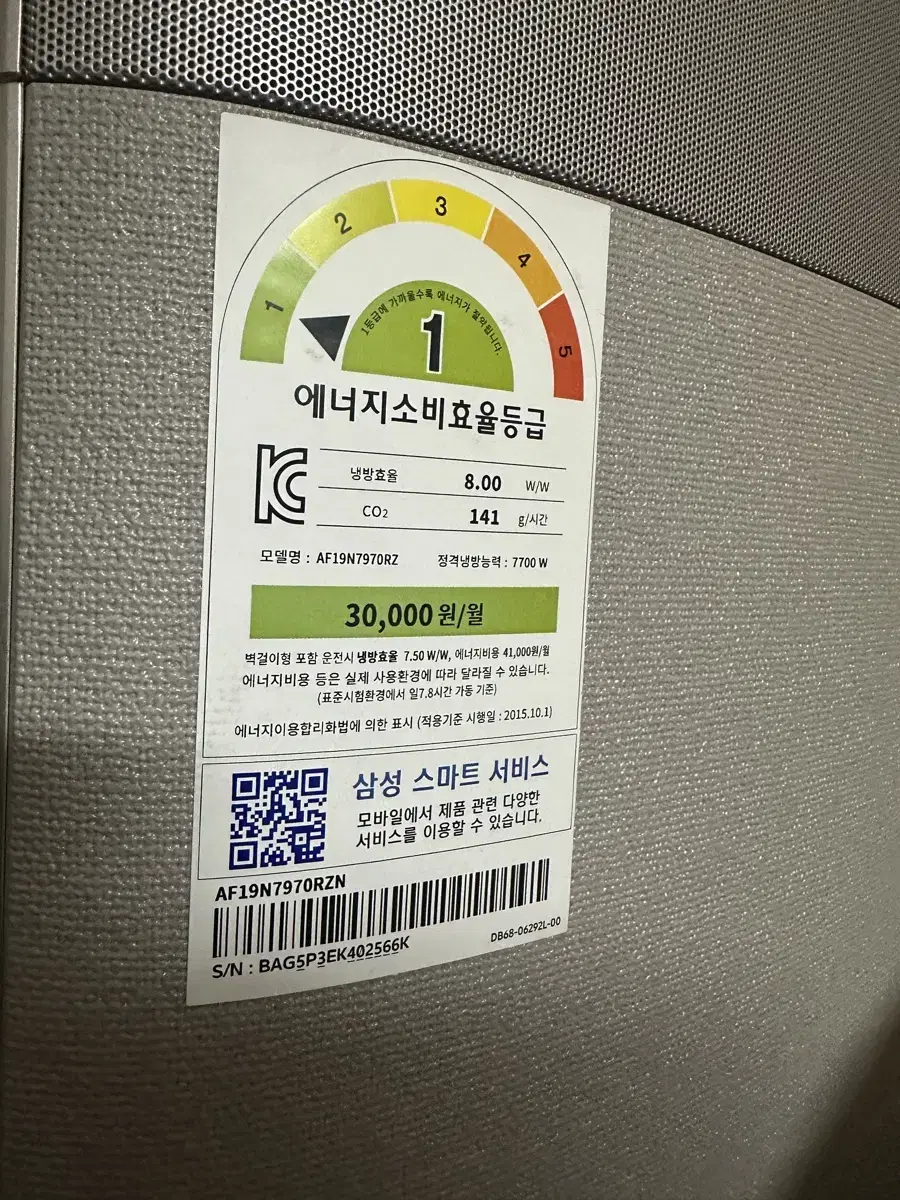 1
2
3
4
5
1등급에 가까울수록 에너지가 절약됩니다.
1
에너지소비효율등급
냉방효율 8.00 W/W
CO₂ 141 g/시간
모델명 : AF19N7970RZ 정격냉방능력 : 7700 W
30,000 원/월
벽걸이형 포함 운전시 냉방효율 7.50 W/W, 에너지비용 41,000원/월
에너지비용 등은 실제 사용환경에 따라 달라질 수 있습니다.
(표준시험환경에서 일7.8시간 가동 기준)
에너지이용합리화법에 의한 표시 (적용기준 시행일 : 2015.10.1)
삼성 스마트 서비스
모바일에서 제품 관련 다양한
서비스를 이용할 수 있습니다.
AF19N7970RZN
S/N : BAG5P3EK402566K
DB68-06292L-00